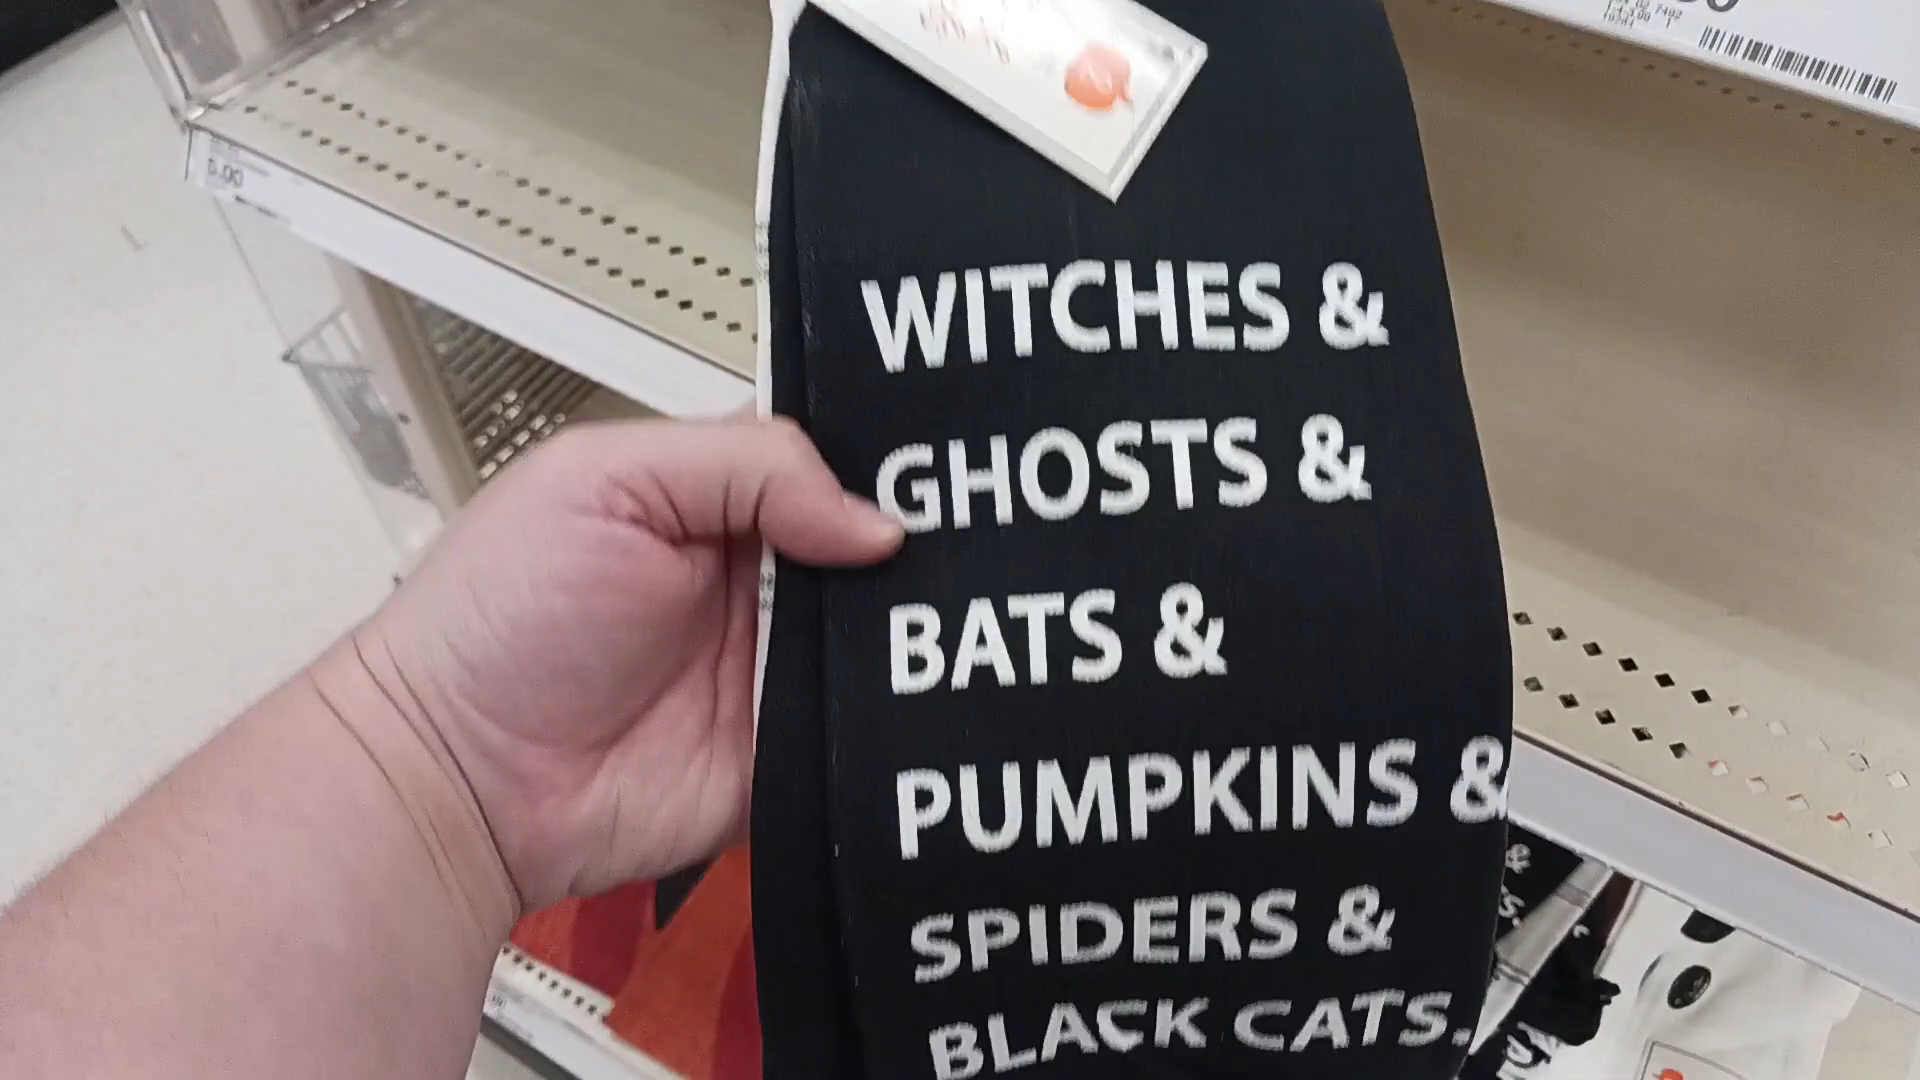 WITCHES &
GHOSTS &
BATS &
PUMPKINS &
SPIDERS &
BLACK CATS.